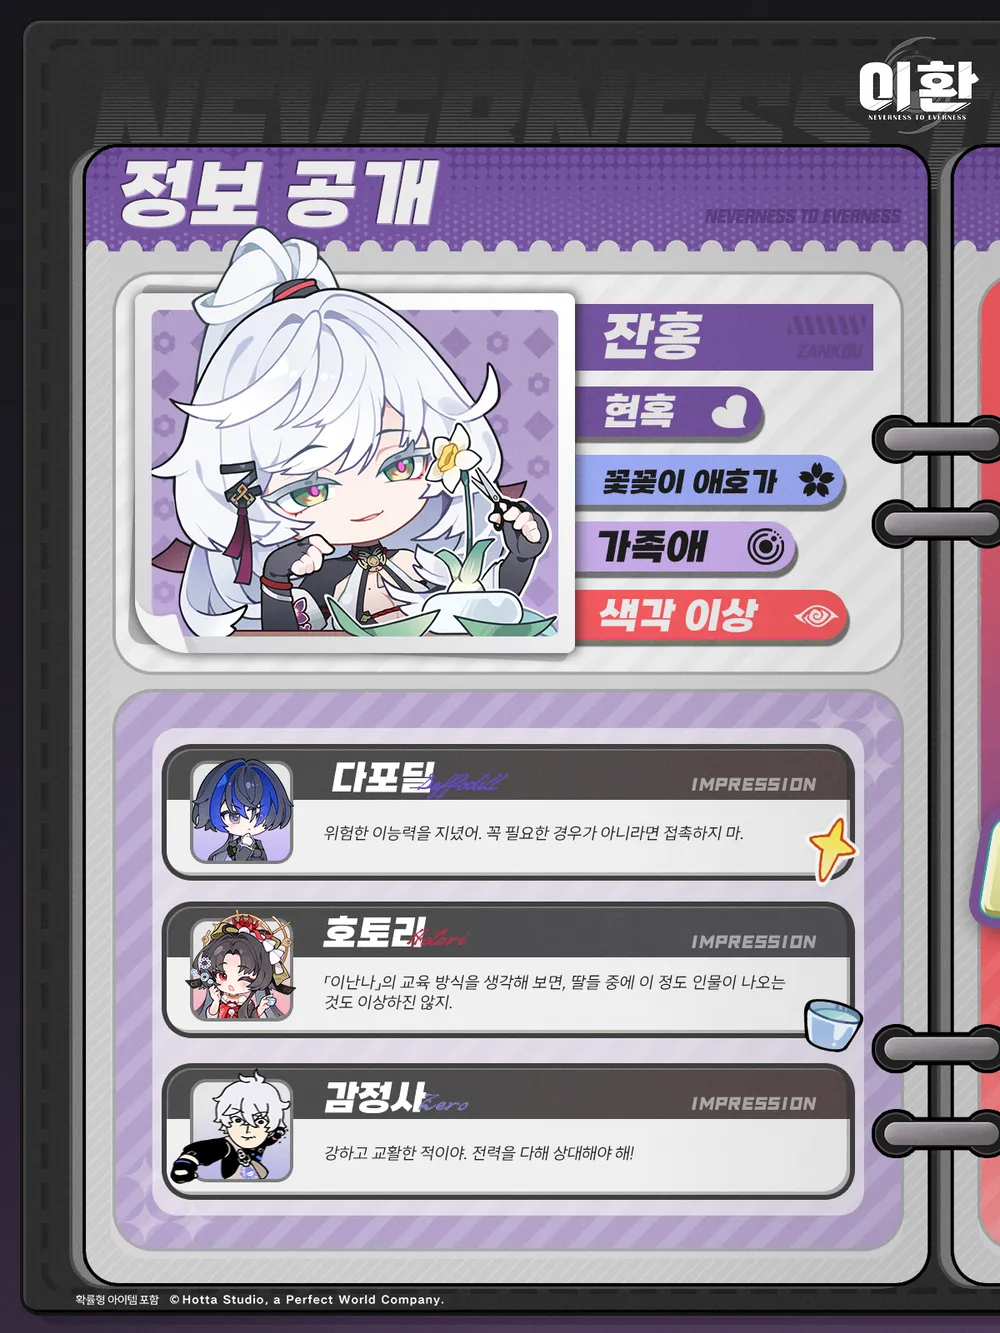 NEVERNESS T
이환
NEVERNESS TO EVERNESS
정보 공개
NEVERNESS TO EVERNESS
잔홍
ZANKOU
현혹
꽃꽂이 애호가
가족애
색각 이상
다포딜
Daffodill
IMPRESSION
위험한 이능력을 지녔어. 꼭 필요한 경우가 아니라면 접촉하지 마.
호토리
Hotori
IMPRESSION
「이난나」의 교육 방식을 생각해 보면, 딸들 중에 이 정도 인물이 나오는
것도 이상하진 않지.
감정사
Zero
IMPRESSION
강하고 교활한 적이야. 전력을 다해 상대해야 해!
확률형 아이템 포함 © Hotta Studio, a Perfect World Company.